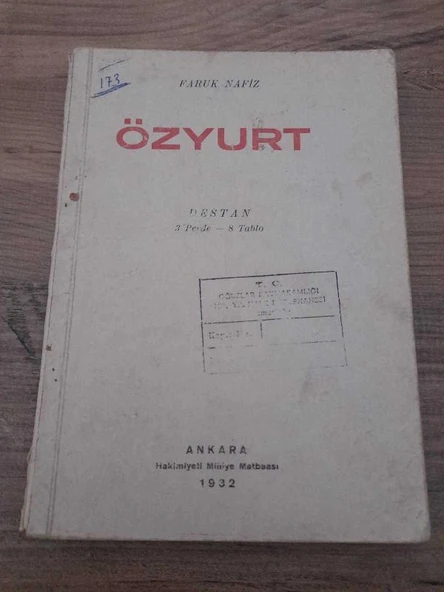 173
FARUK NAFİZ
ÖZYURT
DESTAN
3 Perde — 8 Tablo
T. C.
ANKARA
Hakimiyeti Milliye Matbaası
1932